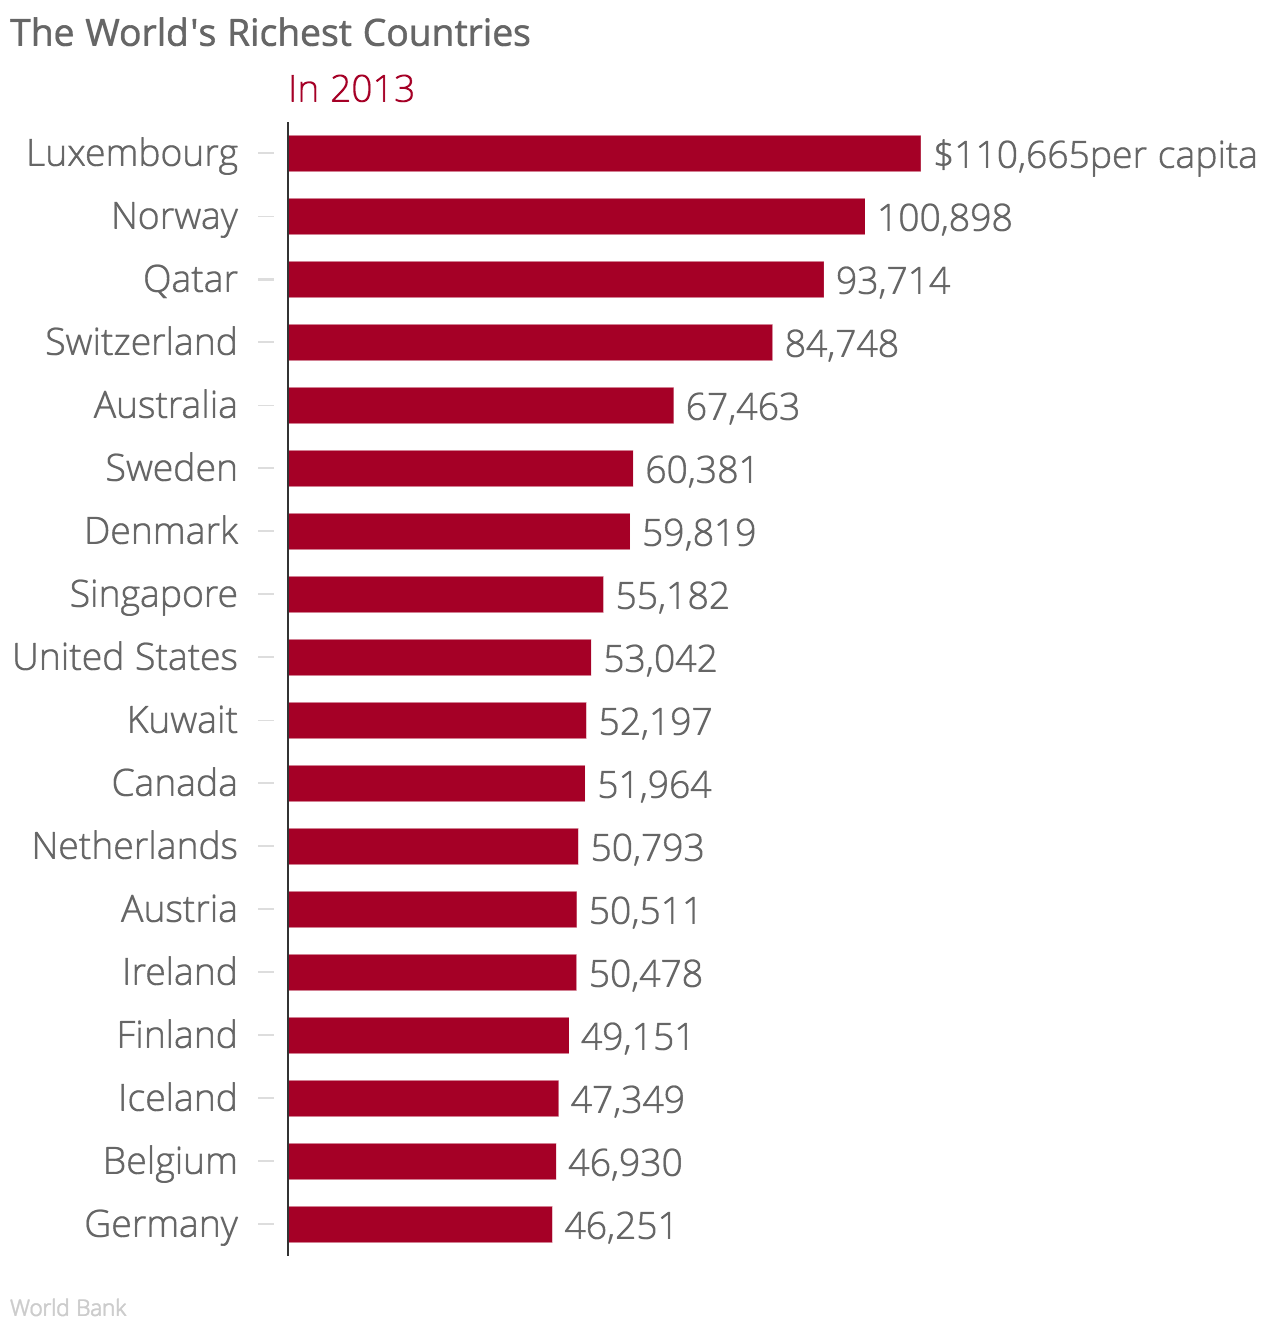 The World's Richest Countries
In 2013
Luxembourg $110,665per capita
Norway 100,898
Qatar 93,714
Switzerland 84,748
Australia 67,463
Sweden 60,381
Denmark 59,819
Singapore 55,182
United States 53,042
Kuwait 52,197
Canada 51,964
Netherlands 50,793
Austria 50,511
Ireland 50,478
Finland 49,151
Iceland 47,349
Belgium 46,930
Germany 46,251
World Bank